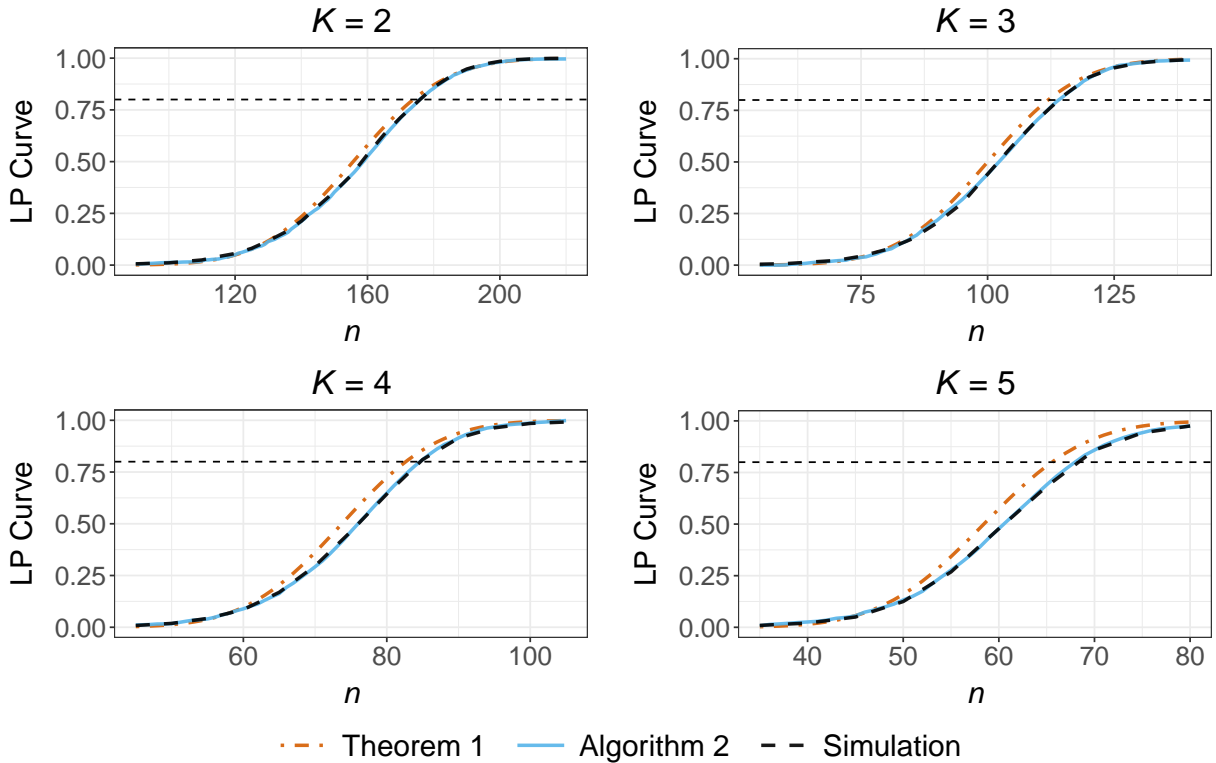 K = 2
K = 3
LP Curve
1.00
0.75
0.50
0.25
0.00
120
160
200
n
LP Curve
1.00
0.75
0.50
0.25
0.00
75
100
125
n
K = 4
K = 5
LP Curve
1.00
0.75
0.50
0.25
0.00
60
80
100
n
LP Curve
1.00
0.75
0.50
0.25
0.00
40
50
60
70
80
n
Theorem 1
Algorithm 2
Simulation